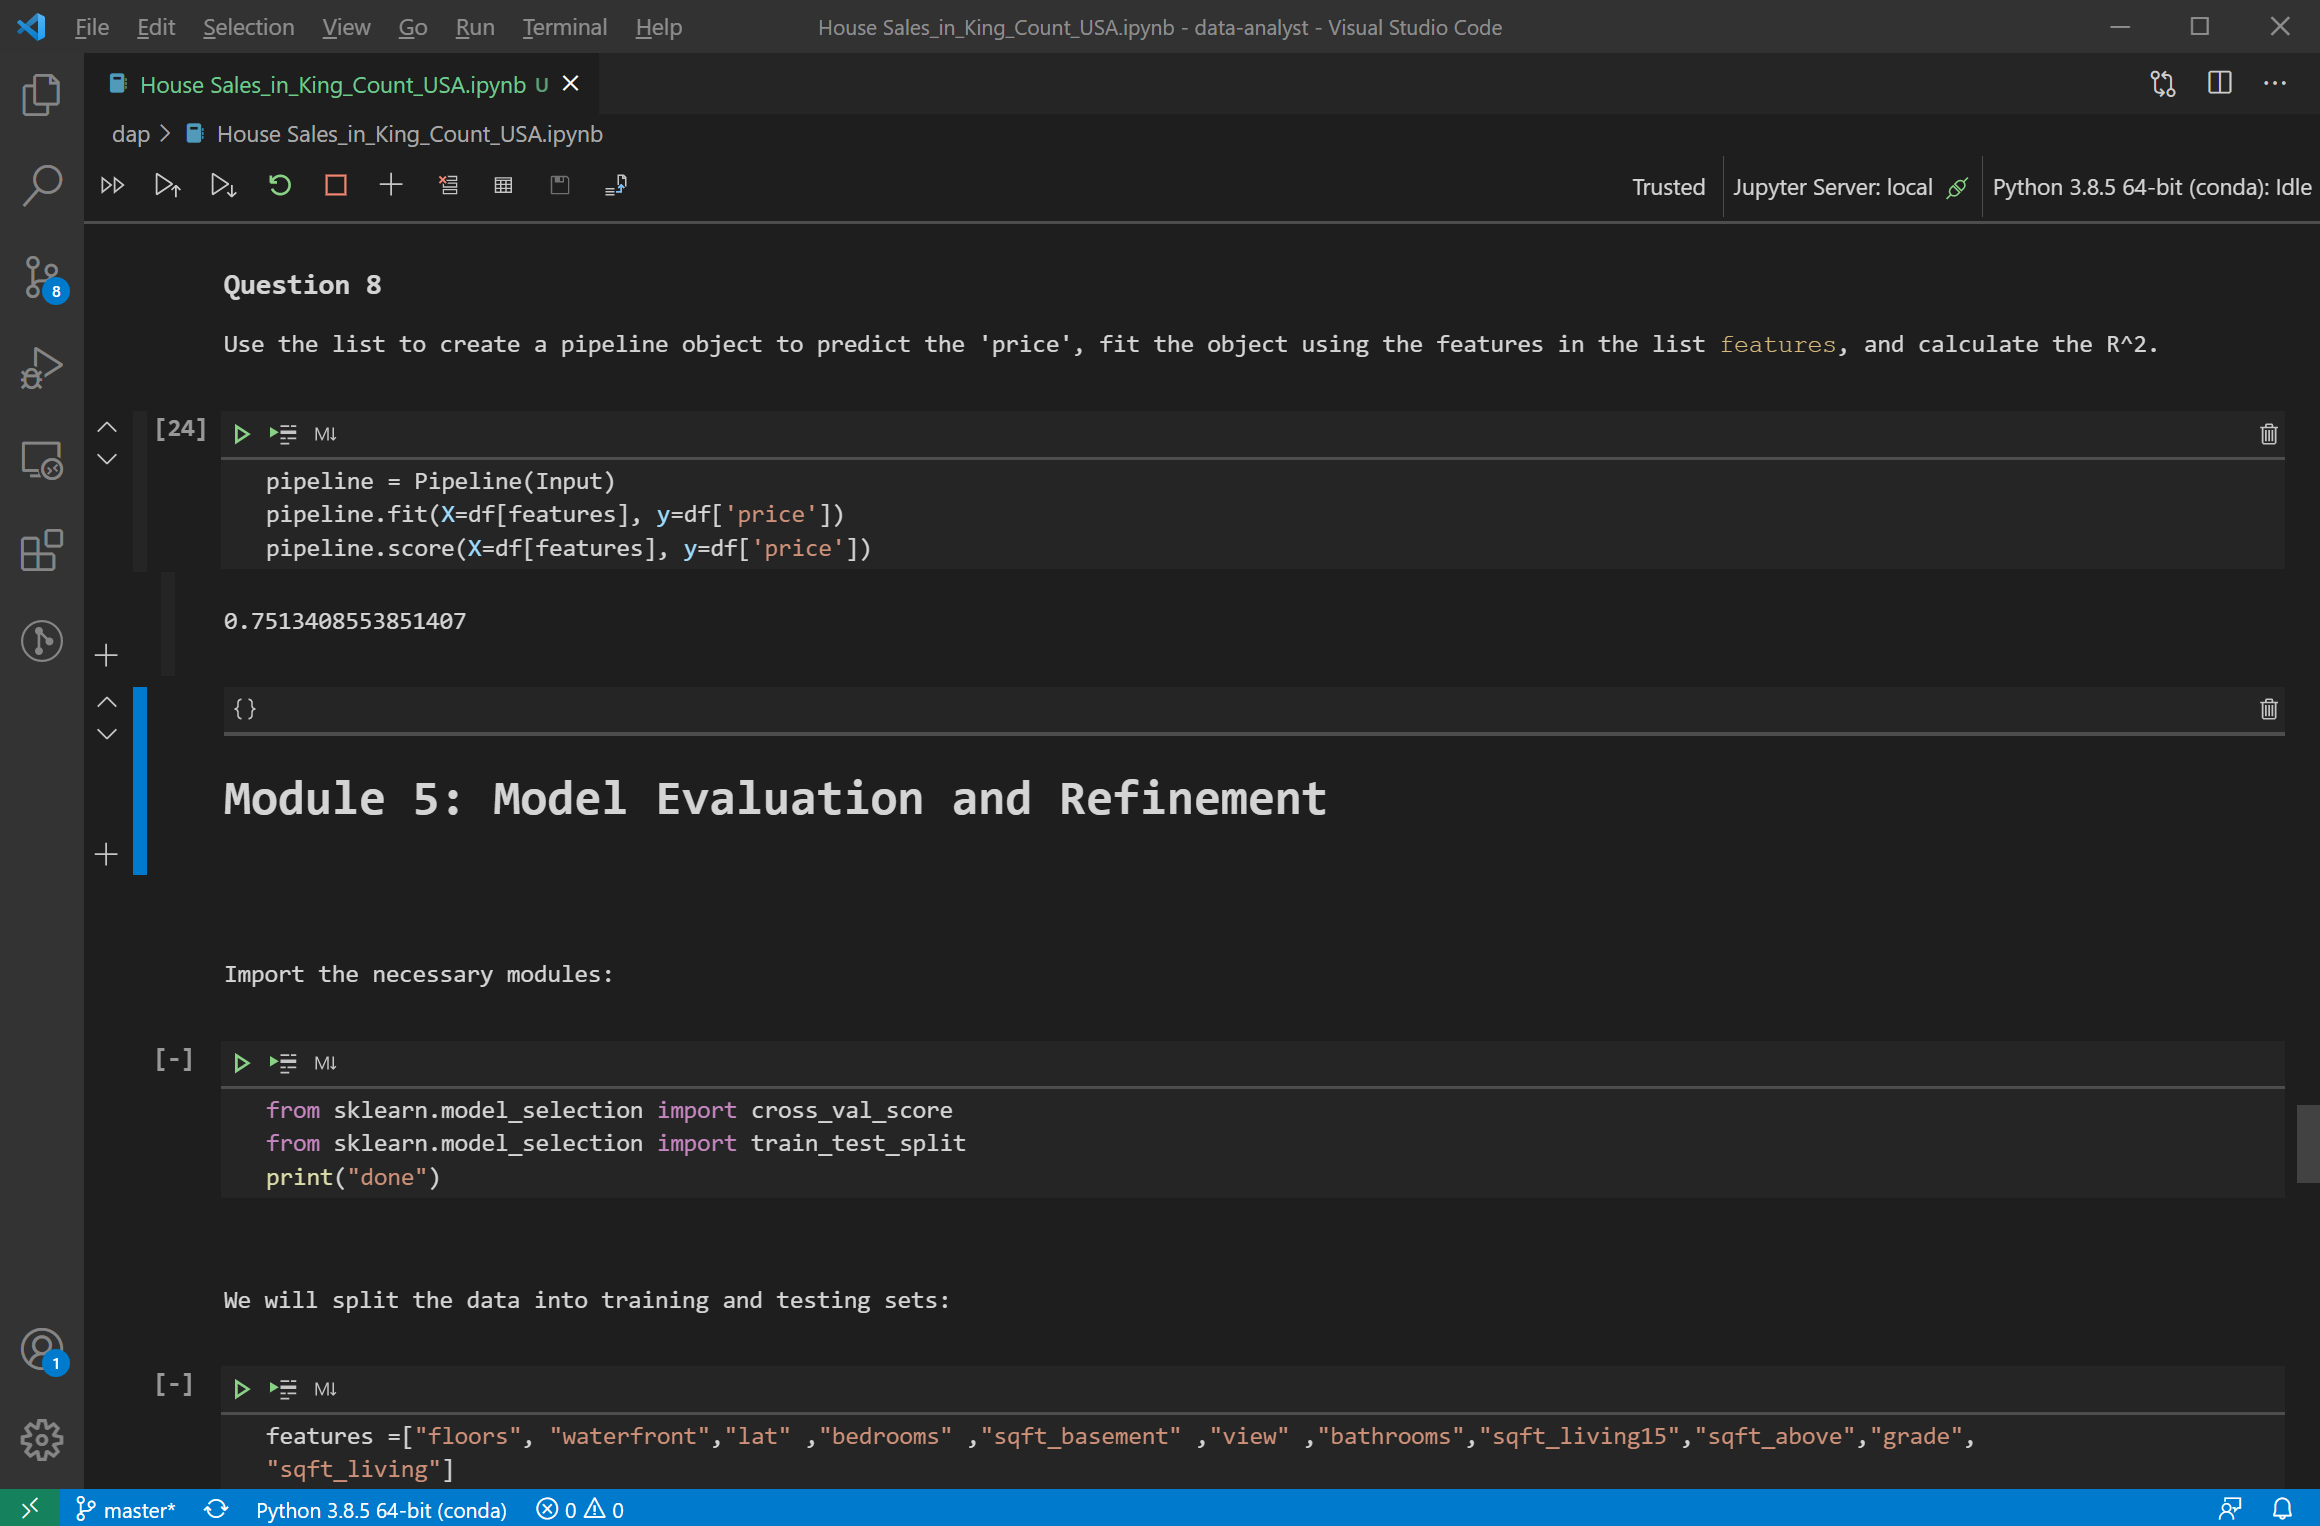 File Edit Selection View Go Run Terminal Help House Sales_in_King_Count_USA.ipynb - data-analyst - Visual Studio Code
House Sales_in_King_Count_USA.ipynb U
dap > House Sales_in_King_Count_USA.ipynb
Trusted Jupyter Server: local Python 3.8.5 64-bit (conda): Idle
8
Question 8
Use the list to create a pipeline object to predict the 'price', fit the object using the features in the list features, and calculate the R^2.
[24] M↓
pipeline = Pipeline(Input)
pipeline.fit(X=df[features], y=df['price'])
pipeline.score(X=df[features], y=df['price'])
0.7513408553851407
{}
Module 5: Model Evaluation and Refinement
Import the necessary modules:
[-] M↓
from sklearn.model_selection import cross_val_score
from sklearn.model_selection import train_test_split
print("done")
We will split the data into training and testing sets:
1
[-] M↓
features =["floors", "waterfront","lat" ,"bedrooms" ,"sqft_basement" ,"view" ,"bathrooms","sqft_living15","sqft_above","grade",
"sqft_living"]
master* Python 3.8.5 64-bit (conda) 0 0